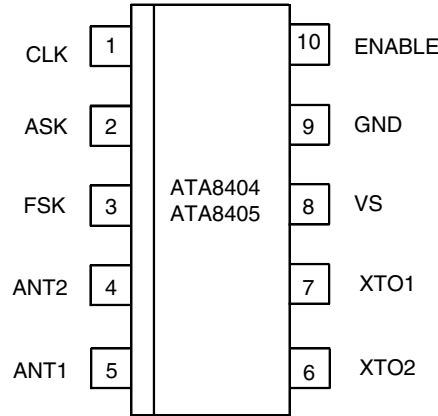 CLK 1 10 ENABLE
ASK 2 9 GND
ATA8404
ATA8405
FSK 3 8 VS
ANT2 4 7 XTO1
ANT1 5 6 XTO2